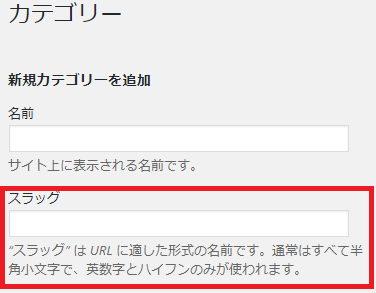 カテゴリー
新規カテゴリーを追加
名前
サイト上に表示される名前です。
スラッグ
“スラッグ” は URL に適した形式の名前です。通常はすべて半
角小文字で、英数字とハイフンのみが使われます。